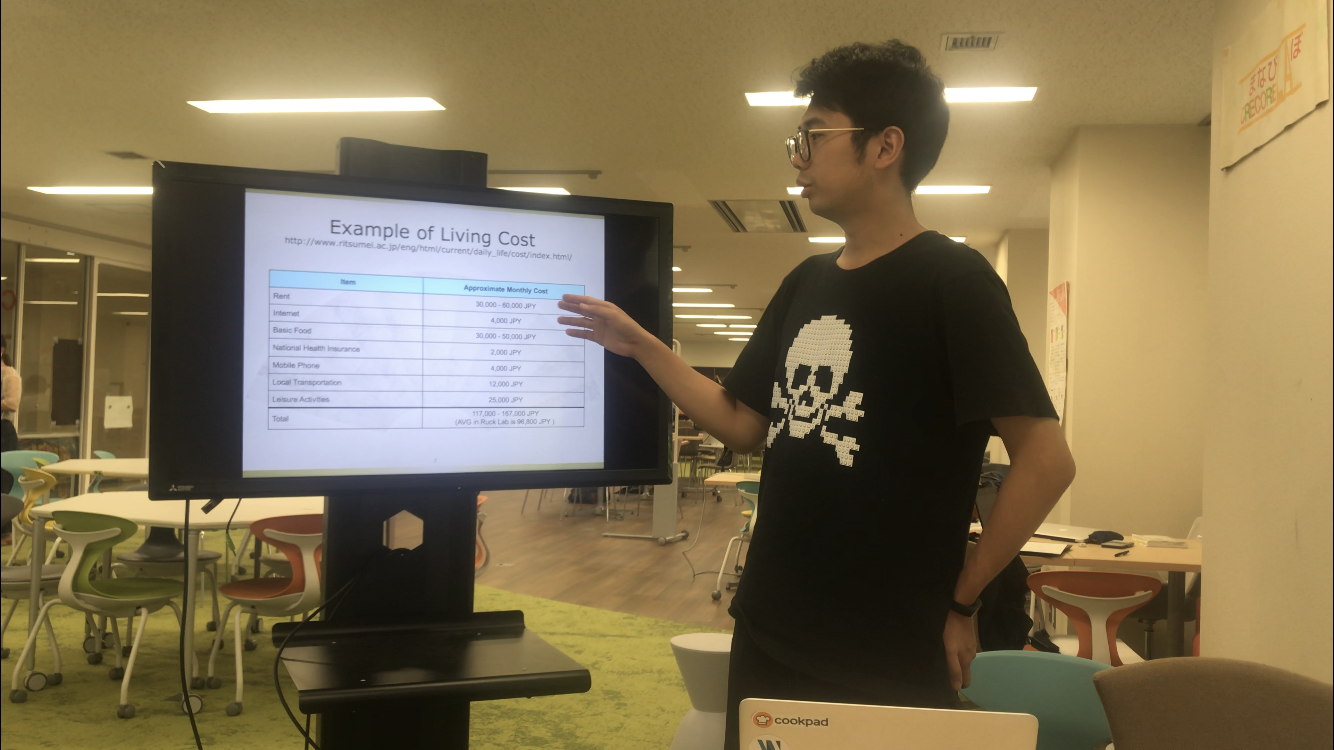 Example of Living Cost
http://www.ritsumei.ac.jp/eng/html/current/daily_life/cost/index.html/
Item Approximate Monthly Cost
Rent 30,000 - 60,000 JPY
Internet 4,000 JPY
Basic Food 30,000 - 50,000 JPY
National Health Insurance 2,000 JPY
Mobile Phone 4,000 JPY
Local Transportation 12,000 JPY
Leisure Activities 25,000 JPY
Total 117,000 - 167,000 JPY
(AVG in Ruck Lab is 96,800 JPY )
まなびほ
cookpad